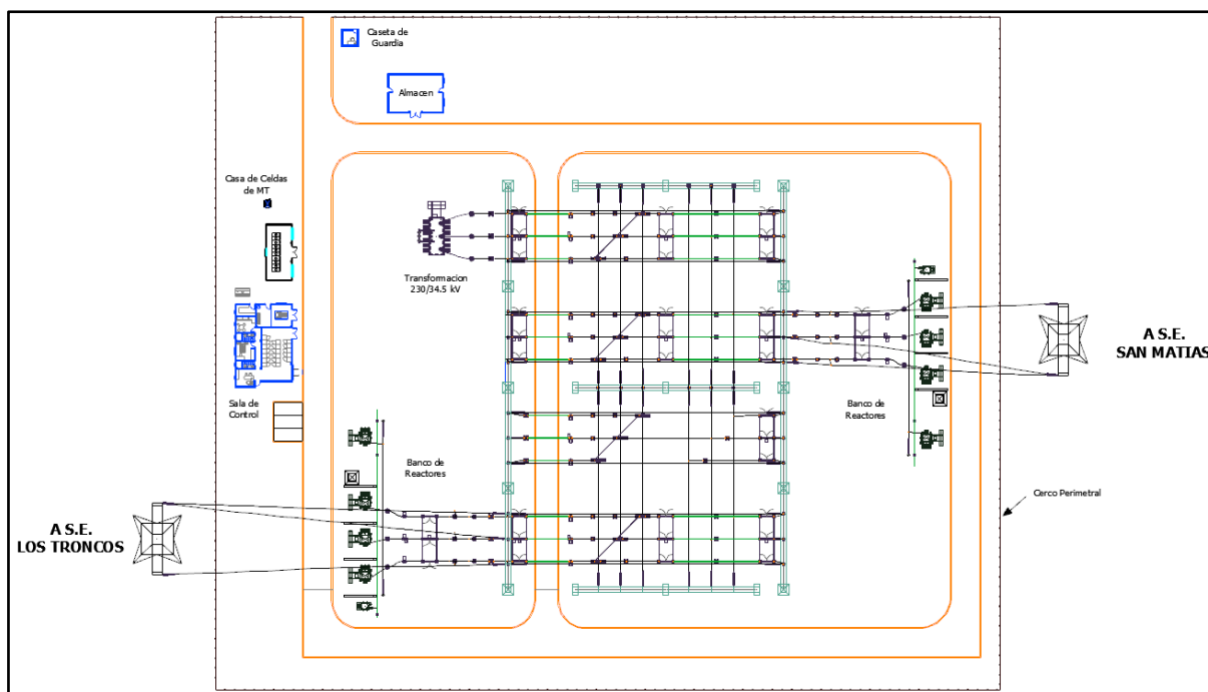 Caseta de
Guardia
Almacen
Casa de Celdas
de MT
Transformacion
230/34.5 kV
A S.E.
SAN MATIAS
Sala de
Control
Banco de
Reactores
Banco de
Reactores
Cerco Perimetral
A S.E.
LOS TRONCOS